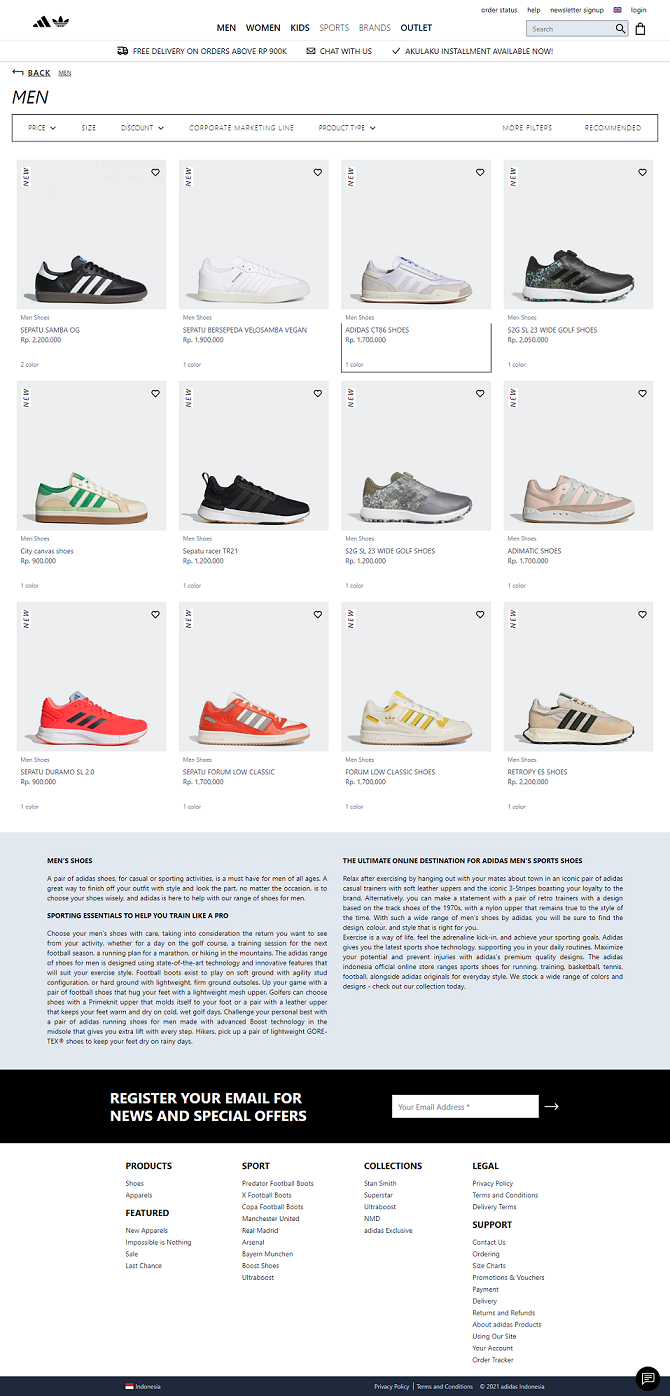 order status help newsletter signup login
MEN WOMEN KIDS SPORTS BRANDS OUTLET
Search
FREE DELIVERY ON ORDERS ABOVE RP 900K CHAT WITH US AKULAKU INSTALLMENT AVAILABLE NOW!
BACK MEN
MEN
PRICE SIZE DISCOUNT CORPORATE MARKETING LINE PRODUCT TYPE MORE FILTERS RECOMMENDED
NEW NEW NEW NEW
Men Shoes Men Shoes Men Shoes Men Shoes
SEPATU SAMBA OG SEPATU BERSEPEDA VELOSAMBA VEGAN ADIDAS CT86 SHOES S2G SL 23 WIDE GOLF SHOES
Rp. 2,200,000 Rp. 1,900,000 Rp. 1.700,000 Rp. 2,050,000
2 color 1 color 1 color 1 color
NEW NEW NEW NEW
Men Shoes Men Shoes Men Shoes Men Shoes
City canvas shoes Sepatu racer TR21 S2G SL 23 WIDE GOLF SHOES ADIMATIC SHOES
Rp. 900,000 Rp. 1,200,000 Rp. 1,200,000 Rp. 1,700,000
1 color 1 color 1 color 1 color
NEW NEW NEW NEW
Men Shoes Men Shoes Men Shoes Men Shoes
SEPATU DURAMO SL 2.0 SEPATU FORUM LOW CLASSIC FORUM LOW CLASSIC SHOES RETROPY E5 SHOES
Rp. 900,000 Rp. 1,700,000 Rp. 1,700,000 Rp. 2,200,000
1 color 1 color 1 color 1 color
MEN'S SHOES
A pair of adidas shoes, for casual or sporting activities, is a must have for men of all ages. A
great way to finish off your outfit with style and look the part, no matter the occasion, is to
choose your shoes wisely, and adidas is here to help with our range of shoes for men.
SPORTING ESSENTIALS TO HELP YOU TRAIN LIKE A PRO
Choose your men's shoes with care, taking into consideration the return you want to see
from your activity, whether for a day on the golf course, a training session for the next
football season, a running plan for a marathon, or hiking in the mountains. The adidas range
of shoes for men is designed using state-of-the-art technology and innovative features that
will suit your exercise style. Football boots exist to play on soft ground with agility stud
configuration, or hard ground with lightweight, firm ground outsoles. Up your game with a
pair of football shoes that hug your feet with a lightweight mesh upper. Golfers can choose
shoes with a Primeknit upper that molds itself to your foot or a pair with a leather upper
that keeps your feet warm and dry on cold, wet golf days. Challenge your personal best with
a pair of adidas running shoes for men made with advanced Boost technology in the
midsole that gives you extra lift with every step. Hikers, pick up a pair of lightweight GORE-
TEX® shoes to keep your feet dry on rainy days.
THE ULTIMATE ONLINE DESTINATION FOR ADIDAS MEN'S SPORTS SHOES
Relax after exercising by hanging out with your mates about town in an iconic pair of adidas
casual trainers with soft leather uppers and the iconic 3-Stripes boasting your loyalty to the
brand. Alternatively, you can make a statement with a pair of retro trainers with a design
based on the track shoes of the 1970s, with a nylon upper that remains true to the style of
the time. With such a wide range of men's shoes by adidas, you will be sure to find the
design, colour, and style that is right for you.
Exercise is a way of life, feel the adrenaline kick-in, and achieve your sporting goals. Adidas
gives you the latest sports shoe technology, supporting you in your daily routines. Maximize
your potential and prevent injuries with adidas's premium quality designs. The adidas
indonesia official online store ranges sports shoes for running, training, basketball, tennis,
football, alongside adidas originals for everyday style. We stock a wide range of colors and
designs - check out our collection today.
REGISTER YOUR EMAIL FOR
NEWS AND SPECIAL OFFERS
Your Email Address *
PRODUCTS
Shoes
Apparels
FEATURED
New Apparels
Impossible is Nothing
Sale
Last Chance
SPORT
Predator Football Boots
X Football Boots
Copa Football Boots
Manchester United
Real Madrid
Arsenal
Bayern Munchen
Boost Shoes
Ultraboost
COLLECTIONS
Stan Smith
Superstar
Ultraboost
NMD
adidas Exclusive
LEGAL
Privacy Policy
Terms and Conditions
Delivery Terms
SUPPORT
Contact Us
Ordering
Size Charts
Promotions & Vouchers
Payment
Delivery
Returns and Refunds
About adidas Products
Using Our Site
Your Account
Order Tracker
Indonesia Privacy Policy | Terms and Conditions © 2021 adidas Indonesia